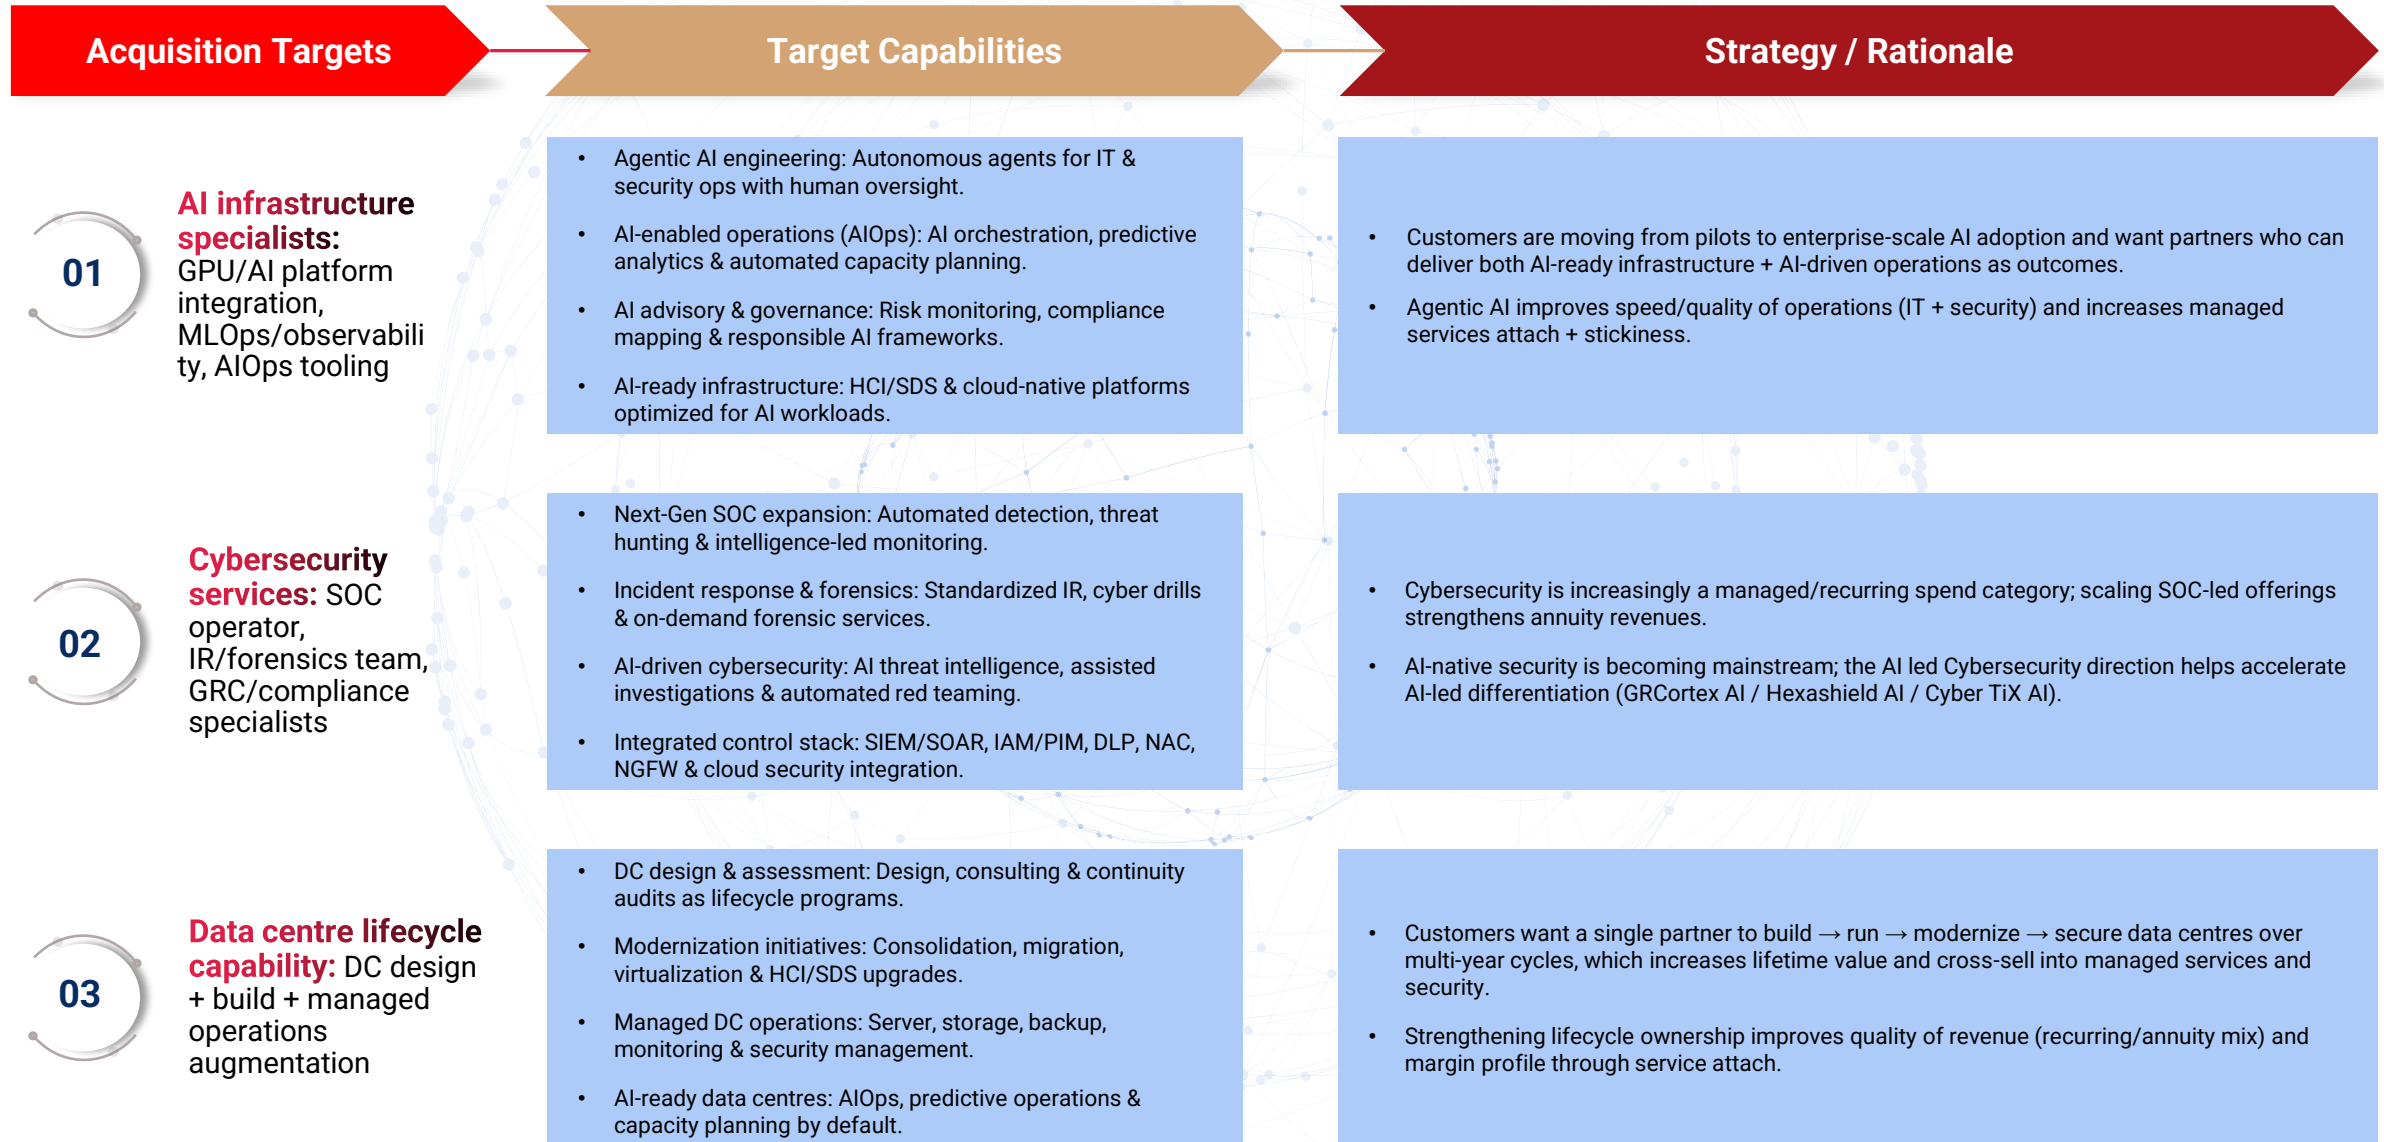 Acquisition Targets
Target Capabilities
Strategy / Rationale
01
AI infrastructure
specialists:
GPU/AI platform
integration,
MLOps/observabili
ty, AIOps tooling
• Agentic AI engineering: Autonomous agents for IT &
security ops with human oversight.
• AI-enabled operations (AIOps): AI orchestration, predictive
analytics & automated capacity planning.
• AI advisory & governance: Risk monitoring, compliance
mapping & responsible AI frameworks.
• AI-ready infrastructure: HCI/SDS & cloud-native platforms
optimized for AI workloads.
• Customers are moving from pilots to enterprise-scale AI adoption and want partners who can
deliver both AI-ready infrastructure + AI-driven operations as outcomes.
• Agentic AI improves speed/quality of operations (IT + security) and increases managed
services attach + stickiness.
02
Cybersecurity
services: SOC
operator,
IR/forensics team,
GRC/compliance
specialists
• Next-Gen SOC expansion: Automated detection, threat
hunting & intelligence-led monitoring.
• Incident response & forensics: Standardized IR, cyber drills
& on-demand forensic services.
• AI-driven cybersecurity: AI threat intelligence, assisted
investigations & automated red teaming.
• Integrated control stack: SIEM/SOAR, IAM/PIM, DLP, NAC,
NGFW & cloud security integration.
• Cybersecurity is increasingly a managed/recurring spend category; scaling SOC-led offerings
strengthens annuity revenues.
• AI-native security is becoming mainstream; the AI led Cybersecurity direction helps accelerate
AI-led differentiation (GRCortex AI / Hexashield AI / Cyber TiX AI).
03
Data centre lifecycle
capability: DC design
+ build + managed
operations
augmentation
• DC design & assessment: Design, consulting & continuity
audits as lifecycle programs.
• Modernization initiatives: Consolidation, migration,
virtualization & HCI/SDS upgrades.
• Managed DC operations: Server, storage, backup,
monitoring & security management.
• AI-ready data centres: AIOps, predictive operations &
capacity planning by default.
• Customers want a single partner to build → run → modernize → secure data centres over
multi-year cycles, which increases lifetime value and cross-sell into managed services and
security.
• Strengthening lifecycle ownership improves quality of revenue (recurring/annuity mix) and
margin profile through service attach.